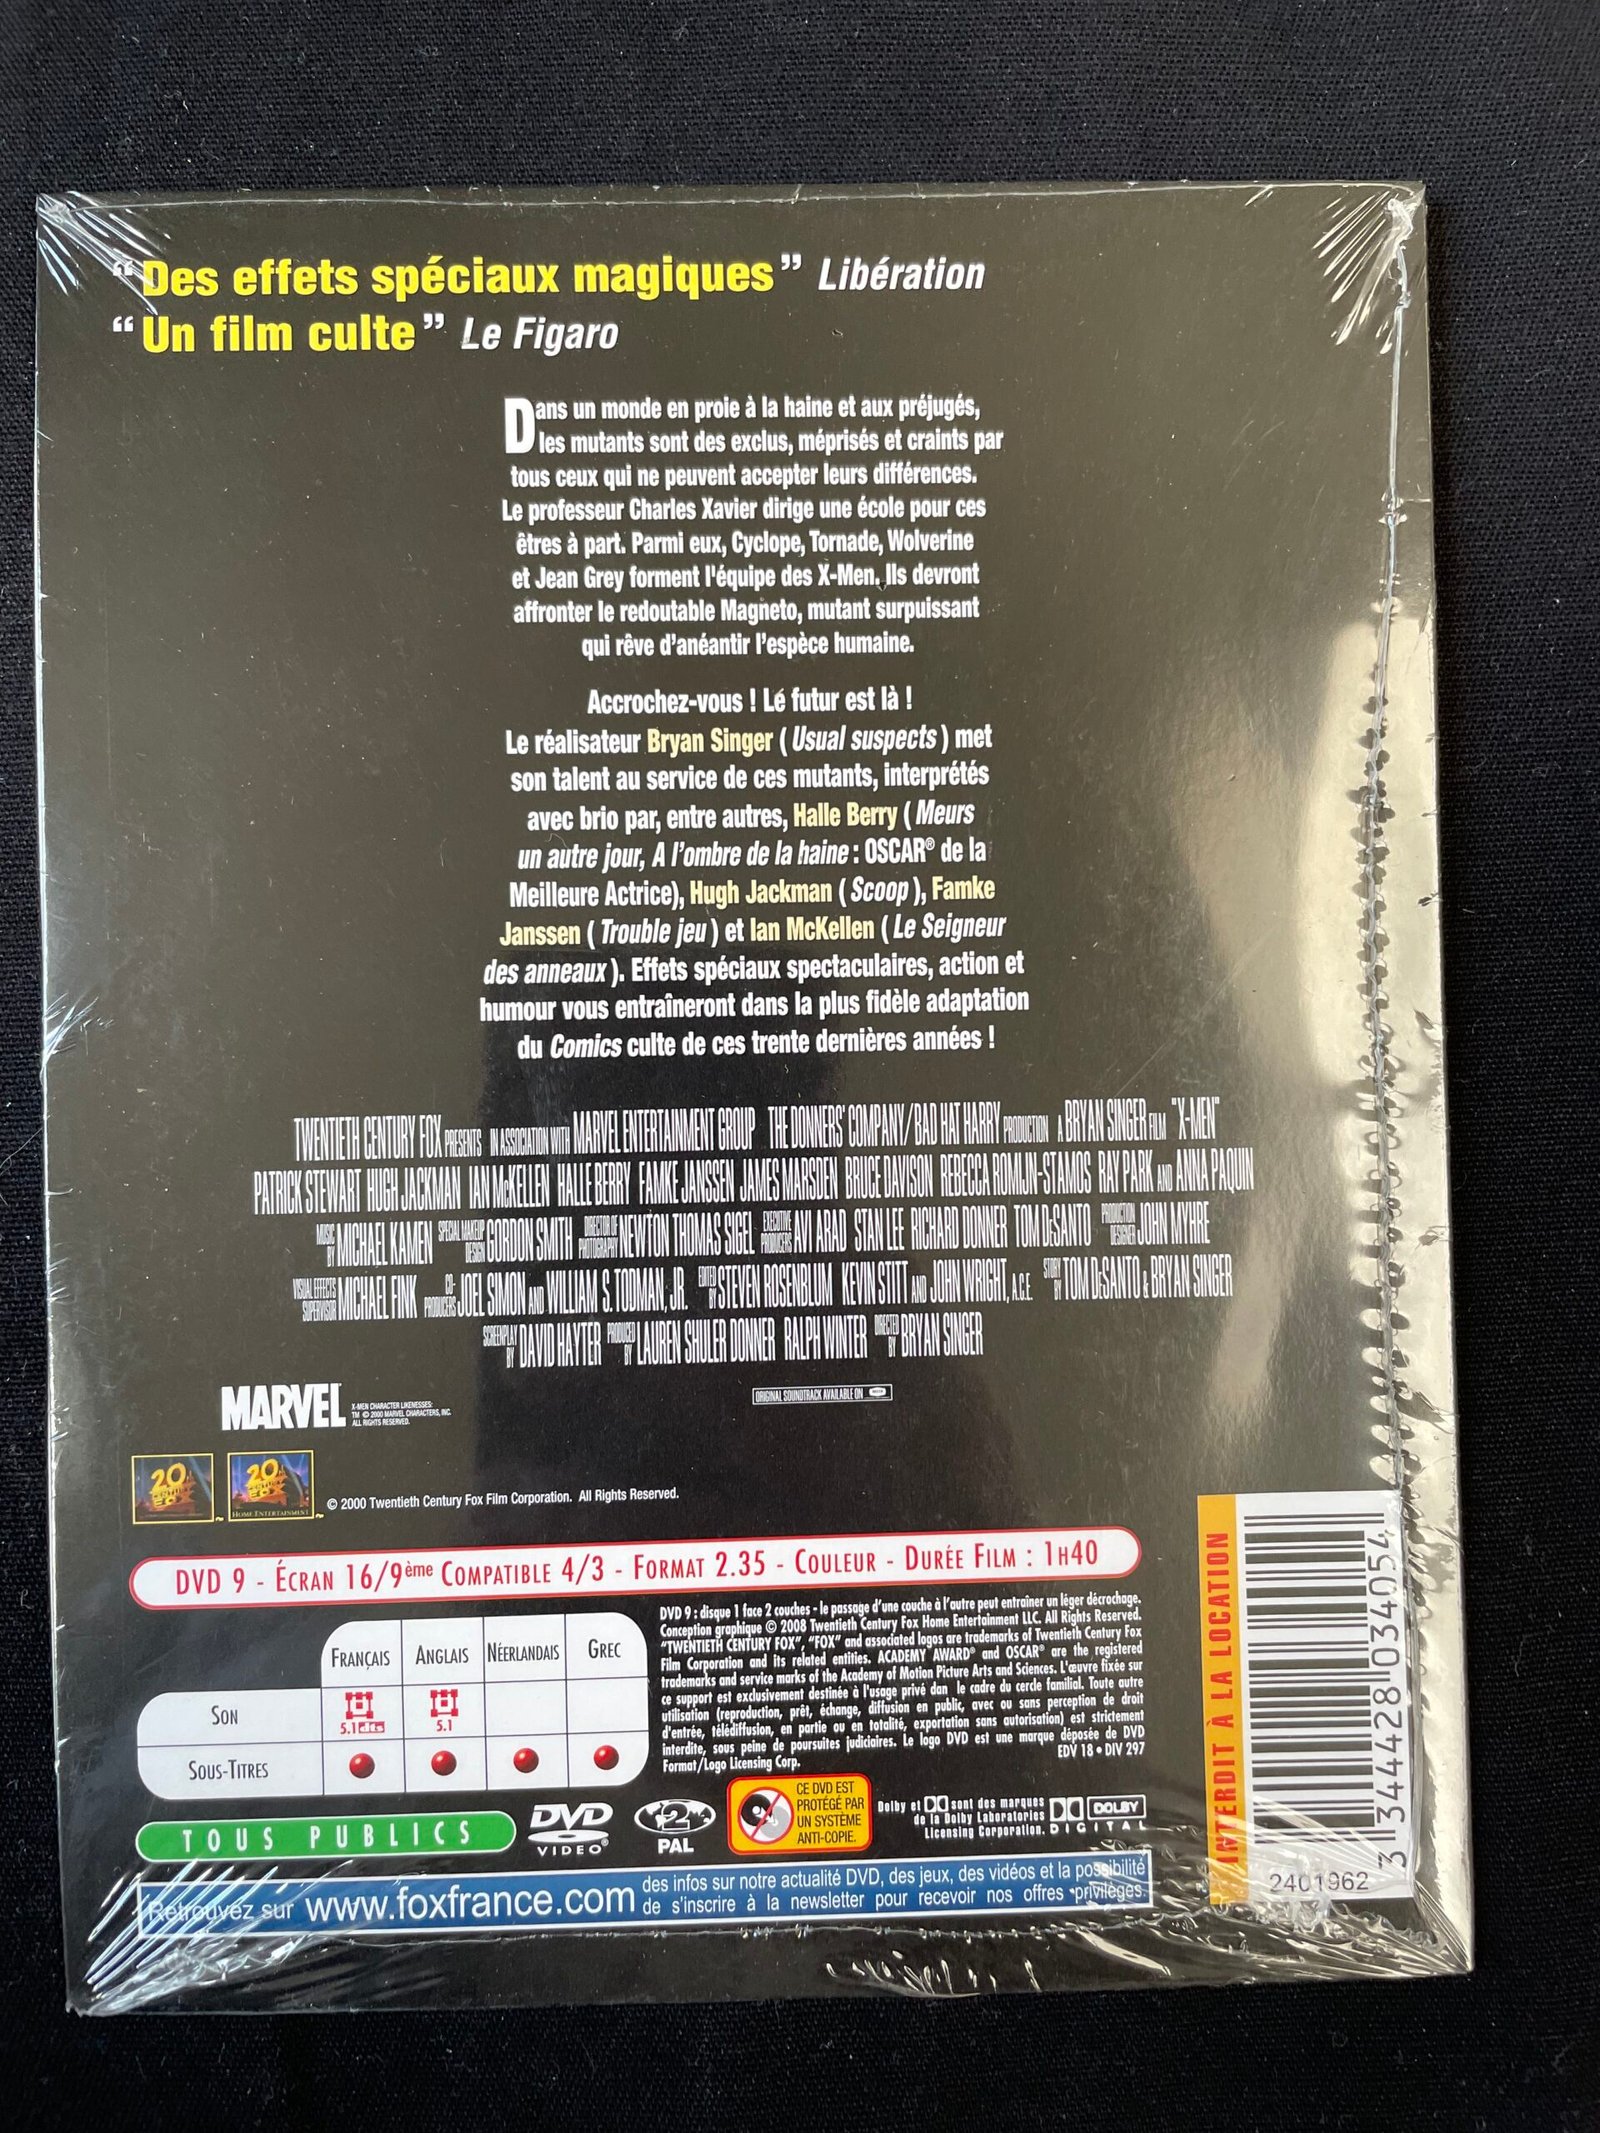 “Des effets spéciaux magiques” Libération
“Un film culte” Le Figaro
Dans un monde en proie à la haine et aux préjugés,
les mutants sont des exclus, méprisés et craints par
tous ceux qui ne peuvent accepter leurs différences.
Le professeur Charles Xavier dirige une école pour ces
êtres à part. Parmi eux, Cyclope, Tornade, Wolverine
et Jean Grey forment l'équipe des X-Men. Ils devront
affronter le redoutable Magneto, mutant surpuissant
qui rêve d'anéantir l'espèce humaine.
Accrochez-vous ! Le futur est là !
Le réalisateur Bryan Singer ( Usual suspects ) met
son talent au service de ces mutants, interprétés
avec brio par, entre autres, Halle Berry ( Meurs
un autre jour, A l'ombre de la haine : OSCAR® de la
Meilleure Actrice), Hugh Jackman ( Scoop ), Famke
Janssen ( Trouble jeu ) et Ian McKellen ( Le Seigneur
des anneaux ). Effets spéciaux spectaculaires, action et
humour vous entraîneront dans la plus fidèle adaptation
du Comics culte de ces trente dernières années !
TWENTIETH CENTURY FOX PRESENTS IN ASSOCIATION WITH MARVEL ENTERTAINMENT GROUP THE DONNERS' COMPANY/BAD HAT HARRY PRODUCTION A BRYAN SINGER FILM "X-MEN"
PATRICK STEWART HUGH JACKMAN IAN McKELLEN HALLE BERRY FAMKE JANSSEN JAMES MARSDEN BRUCE DAVISON REBECCA ROMIJN-STAMOS RAY PARK AND ANNA PAQUIN
MUSIC BY MICHAEL KAMEN SPECIAL MAKEUP DESIGN GORDON SMITH DIRECTOR OF PHOTOGRAPHY NEWTON THOMAS SIGEL EXECUTIVE PRODUCERS AVI ARAD STAN LEE RICHARD DONNER TOM DeSANTO PRODUCTION DESIGNER JOHN MYHRE
VISUAL EFFECTS SUPERVISOR MICHAEL FINK CO-PRODUCERS JOEL SIMON AND WILLIAM S. TODMAN, JR. EDITED BY STEVEN ROSENBLUM KEVIN STITT AND JOHN WRIGHT, A.C.E. STORY BY TOM DeSANTO & BRYAN SINGER
SCREENPLAY BY DAVID HAYTER PRODUCED BY LAUREN SHULER DONNER RALPH WINTER DIRECTED BY BRYAN SINGER
MARVEL
X-MEN CHARACTER LIKENESSES:
TM © 2000 MARVEL CHARACTERS, INC.
ALL RIGHTS RESERVED.
ORIGINAL SOUNDTRACK AVAILABLE ON
20 CENTURY FOX
20 CENTURY FOX HOME ENTERTAINMENT
© 2000 Twentieth Century Fox Film Corporation. All Rights Reserved.
DVD 9 - ÉCRAN 16/9ème COMPATIBLE 4/3 - FORMAT 2.35 - COULEUR - DURÉE FILM : 1H40
FRANÇAIS ANGLAIS NÉERLANDAIS GREC
SON 5.1 dts 5.1
SOUS-TITRES
DVD 9 : disque 1 face 2 couches - le passage d'une couche à l'autre peut entraîner un léger décrochage.
Conception graphique © 2008 Twentieth Century Fox Home Entertainment LLC. All Rights Reserved.
"TWENTIETH CENTURY FOX", "FOX" and associated logos are trademarks of Twentieth Century Fox
Film Corporation and its related entities. ACADEMY AWARD® and OSCAR® are the registered
trademarks and service marks of the Academy of Motion Picture Arts and Sciences. L'œuvre fixée sur
ce support est exclusivement destinée à l'usage privé dan le cadre du cercle familial. Toute autre
utilisation (reproduction, prêt, échange, diffusion en public, avec ou sans perception de droit
d'entrée, télédiffusion, en partie ou en totalité, exportation sans autorisation) est strictement
interdite, sous peine de poursuites judiciaires. Le logo DVD est une marque déposée de DVD
Format/Logo Licensing Corp. EDV 18 • DIV 297
TOUS PUBLICS
DVD VIDEO
2 PAL
CE DVD EST
PROTÉGÉ PAR
UN SYSTÈME
ANTI-COPIE.
Dolby et DD sont des marques
de la Dolby Laboratories
Licensing Corporation.
DOLBY DIGITAL
Retrouvez sur www.foxfrance.com
des infos sur notre actualité DVD, des jeux, des vidéos et la possibilité
de s'inscrire à la newsletter pour recevoir nos offres privilèges.
INTERDIT À LA LOCATION
3 344428 034054
2401962